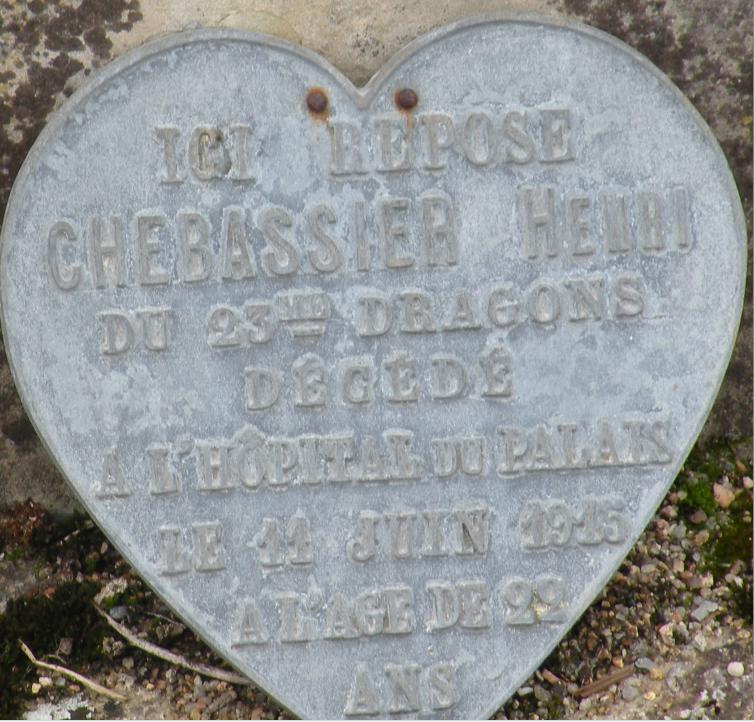 ICI REPOSE
CHEBASSIER HENRI
DU 23ME DRAGONS
DÉCÉDÉ
A L'HÔPITAL DU PALAIS
LE 11 JUIN 1915
A L'AGE DE 22
ANS